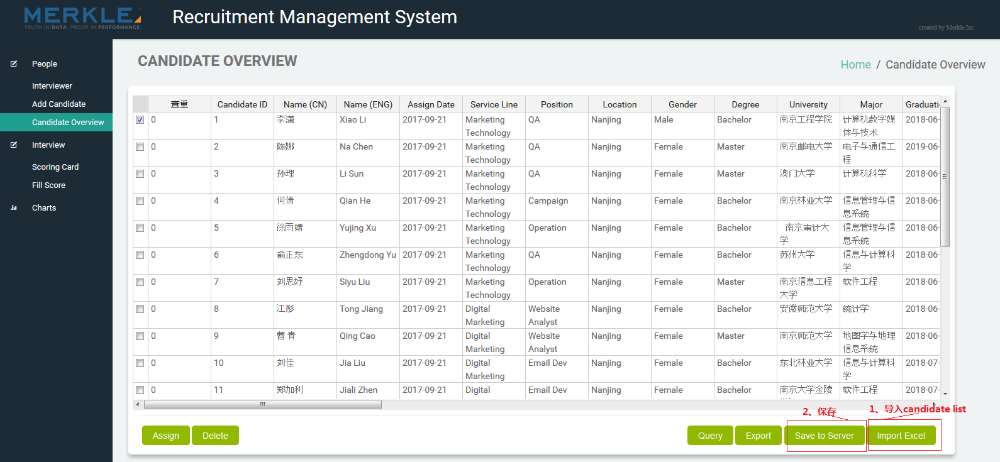 MERKLE
TRUTH IN DATA. PROOF IN PERFORMANCE.
Recruitment Management System
created by Merkle Inc
People
Interviewer
Add Candidate
Candidate Overview
Interview
Scoring Card
Fill Score
Charts
CANDIDATE OVERVIEW
Home / Candidate Overview
查重 Candidate ID Name (CN) Name (ENG) Assign Date Service Line Position Location Gender Degree University Major Graduati
0 1 李潇 Xiao Li 2017-09-21 Marketing QA Nanjing Male Bachelor 南京工程学院 计算机数字媒 2018-06-
Technology 体与技术
0 2 陈娜 Na Chen 2017-09-21 Marketing QA Nanjing Female Master 南京邮电大学 电子与通信工 2019-06-
Technology 程
0 3 孙理 Li Sun 2017-09-21 Marketing QA Nanjing Female Master 澳门大学 计算机科学 2018-06-
Technology
0 4 何倩 Qian He 2017-09-21 Marketing Campaign Nanjing Female Bachelor 南京林业大学 信息管理与信 2018-06-
Technology 息系统
0 5 徐雨婧 Yujing Xu 2017-09-21 Marketing Operation Nanjing Female Bachelor 南京审计大 信息管理与信 2018-06-
Technology 学 息系统
0 6 俞正东 Zhengdong Yu 2017-09-21 Marketing QA Nanjing Female Bachelor 苏州大学 信息与计算科 2018-06-
Technology 学
0 7 刘思妤 Siyu Liu 2017-09-21 Marketing Operation Nanjing Female Master 南京信息工程 软件工程 2018-06-
Technology 大学
0 8 江彤 Tong Jiang 2017-09-21 Digital Website Nanjing Female Bachelor 安徽师范大学 统计学 2018-06-
Marketing Analyst
0 9 曹 青 Qing Cao 2017-09-21 Digital Website Nanjing Female Master 南京师范大学 地图学与地理 2018-06-
Marketing Analyst 信息系统
0 10 刘佳 Jia Liu 2017-09-21 Digital Email Dev Nanjing Female Bachelor 东北林业大学 信息与计算科 2018-07-
Marketing 学
0 11 郑加利 Jiali Zhen 2017-09-21 Digital Email Dev Nanjing Female Bachelor 南京大学金陵 软件工程 2018-07-
2、保存
1、导入candidate list
Assign Delete Query Export Save to Server Import Excel